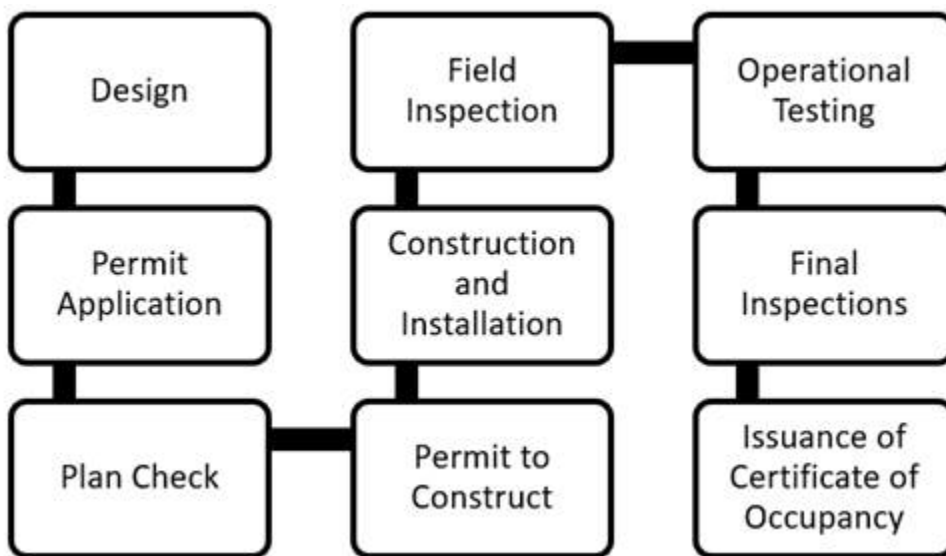 Design
Permit
Application
Plan Check
Permit to
Construct
Construction
and
Installation
Field
Inspection
Operational
Testing
Final
Inspections
Issuance of
Certificate of
Occupancy